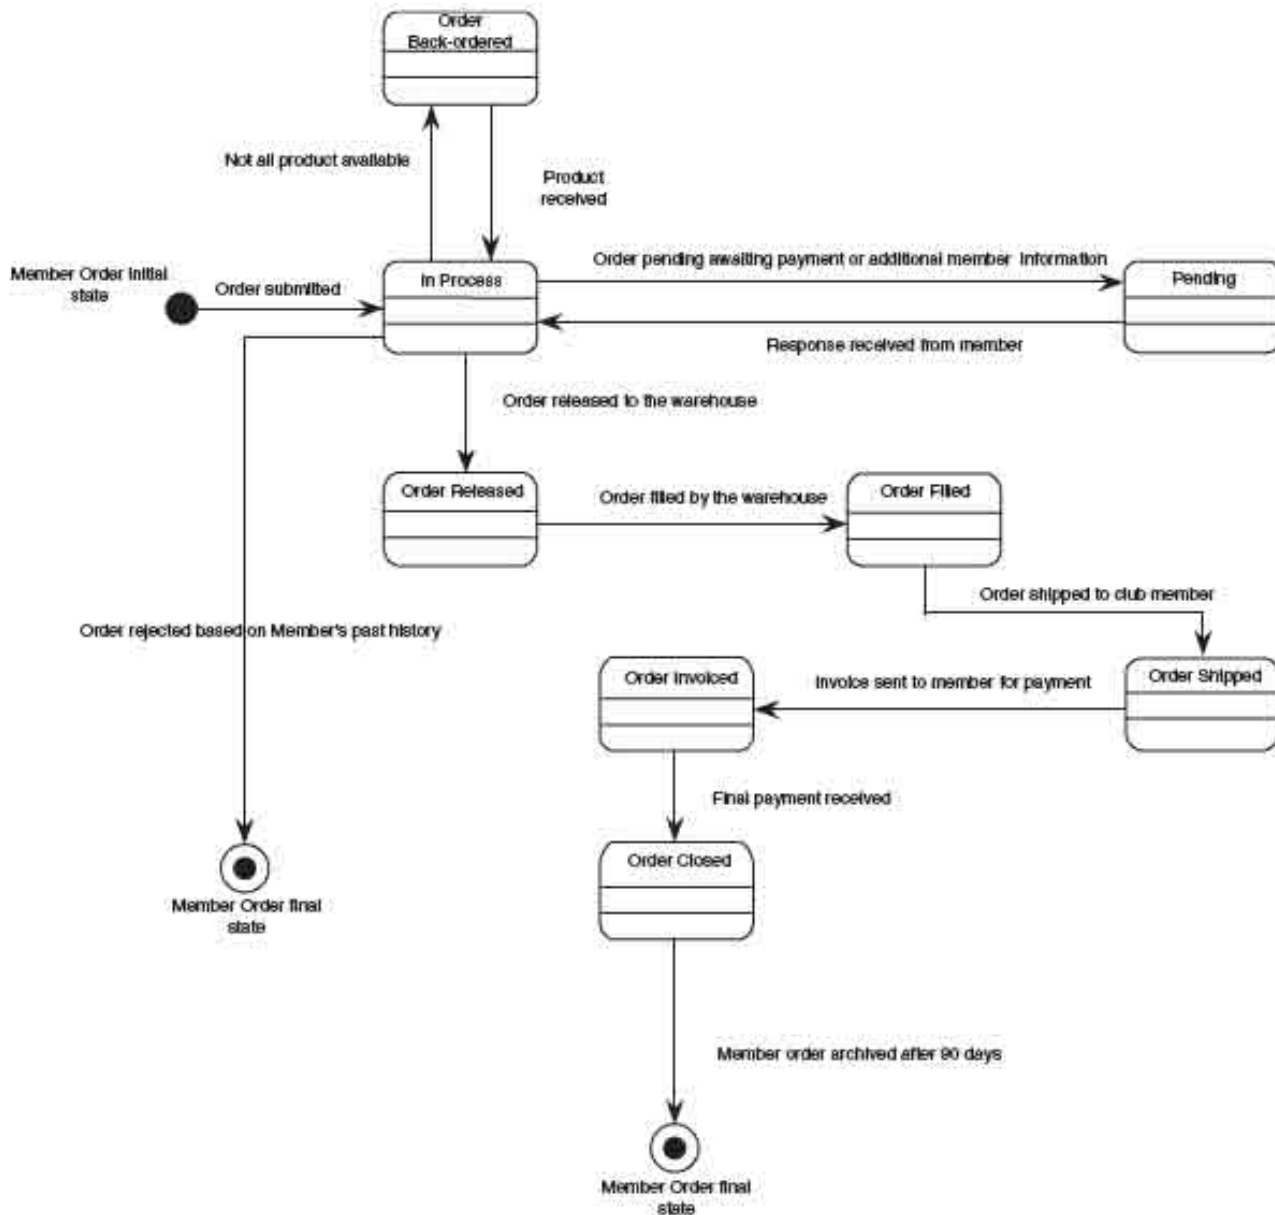 Order
Back-ordered
Not all product available
Product
received
Member Order initial
state
Order submitted
In Process
Order pending awaiting payment or additional member information
Pending
Response received from member
Order released to the warehouse
Order Released
Order filled by the warehouse
Order Filled
Order shipped to club member
Order rejected based on Member's past history
Order Invoiced
Invoice sent to member for payment
Order Shipped
Final payment received
Order Closed
Member Order final
state
Member order archived after 90 days
Member Order final
state